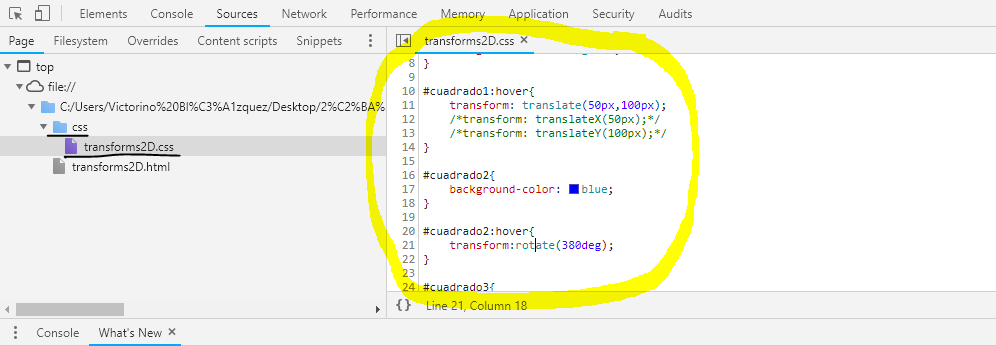 Elements Console Sources Network Performance Memory Application Security Audits
Page Filesystem Overrides Content scripts Snippets
transforms2D.css ×
top
file://
C:/Users/Victorino%20Bl%C3%A1zquez/Desktop/2%C2%BA%
css
transforms2D.css
transforms2D.html
8 }
9
10 #cuadrado1:hover{
11 transform: translate(50px,100px);
12 /*transform: translateX(50px);*/
13 /*transform: translateY(100px);*/
14 }
15
16 #cuadrado2{
17 background-color: blue;
18 }
19
20 #cuadrado2:hover{
21 transform:rotate(380deg);
22 }
23
24 #cuadrado3{
{} Line 21, Column 18
Console What's New ×